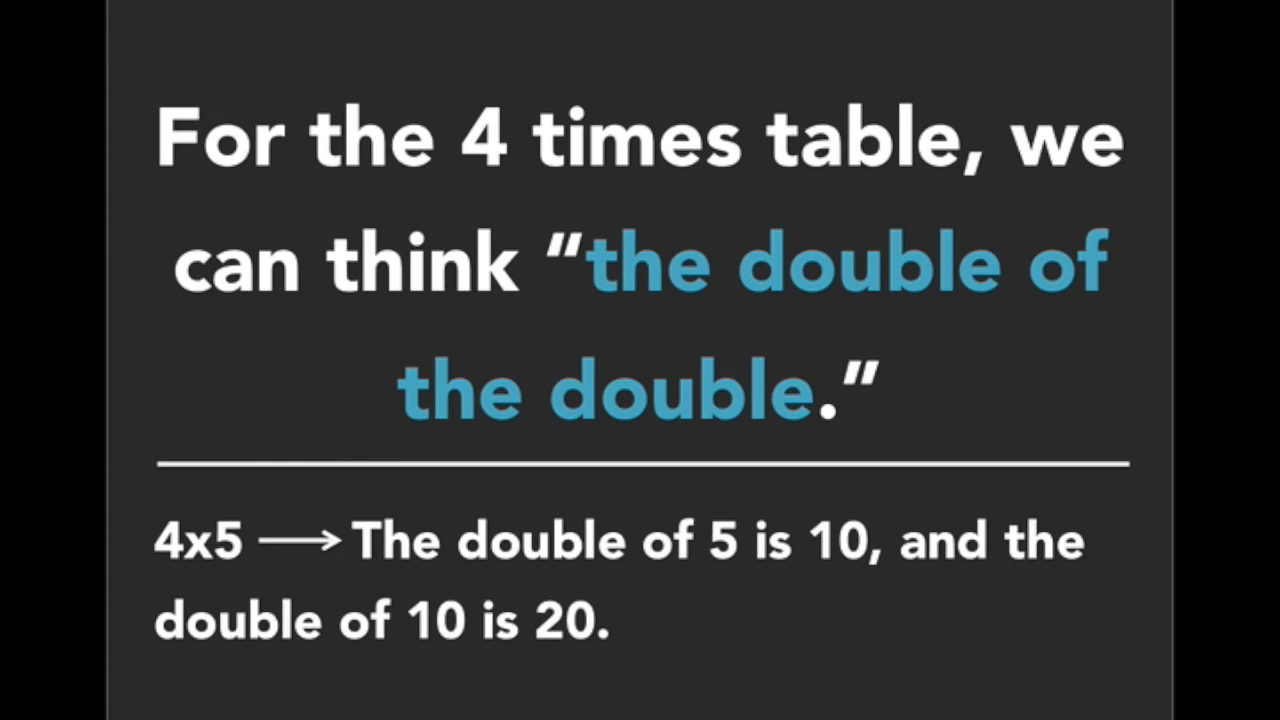 For the 4 times table, we
can think “the double of
the double.”
4x5 ⟶ The double of 5 is 10, and the
double of 10 is 20.